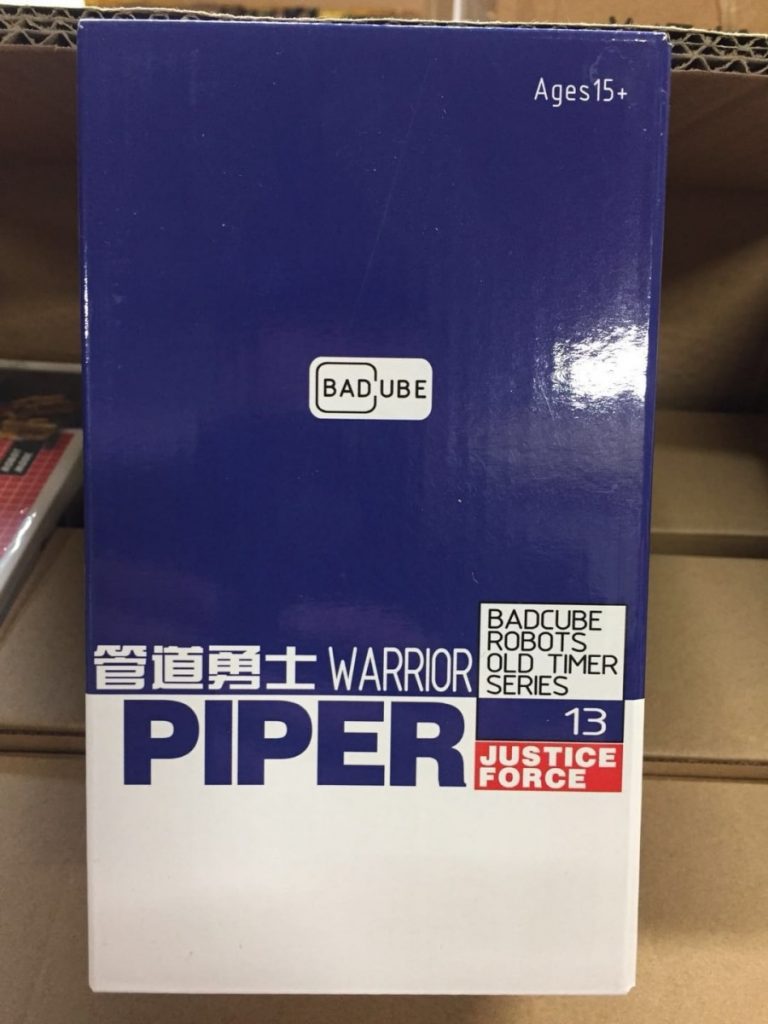 Ages15+
BADCUBE
管道勇士 WARRIOR
PIPER
BADCUBE
ROBOTS
OLD TIMER
SERIES
13
JUSTICE
FORCE